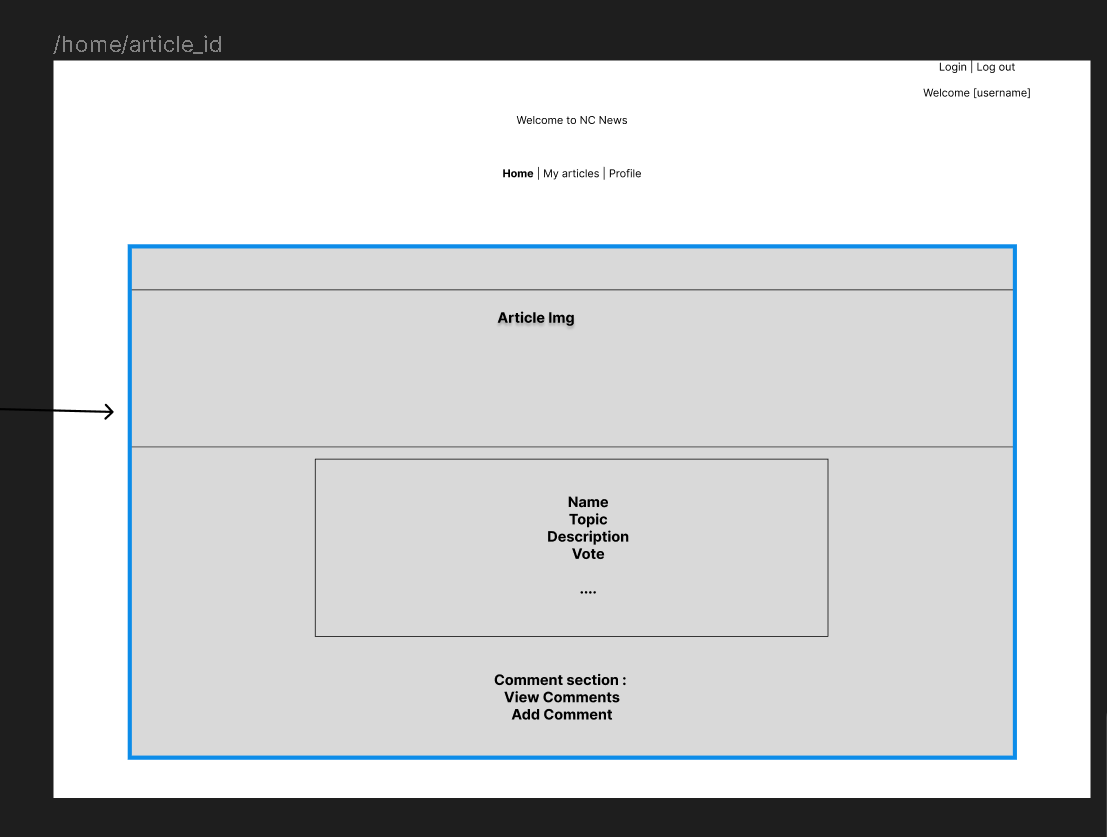 /home/article_id
Login | Log out
Welcome [username]
Welcome to NC News
Home | My articles | Profile
Article Img
Name
Topic
Description
Vote
....
Comment section :
View Comments
Add Comment